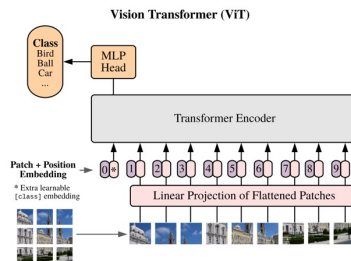 Vision Transformer (ViT)
Class
Bird
Ball
Car
...
MLP
Head
Transformer Encoder
Patch + Position
Embedding
0 * 1 2 3 4 5 6 7 8 9
* Extra learnable
[class] embedding
Linear Projection of Flattened Patches